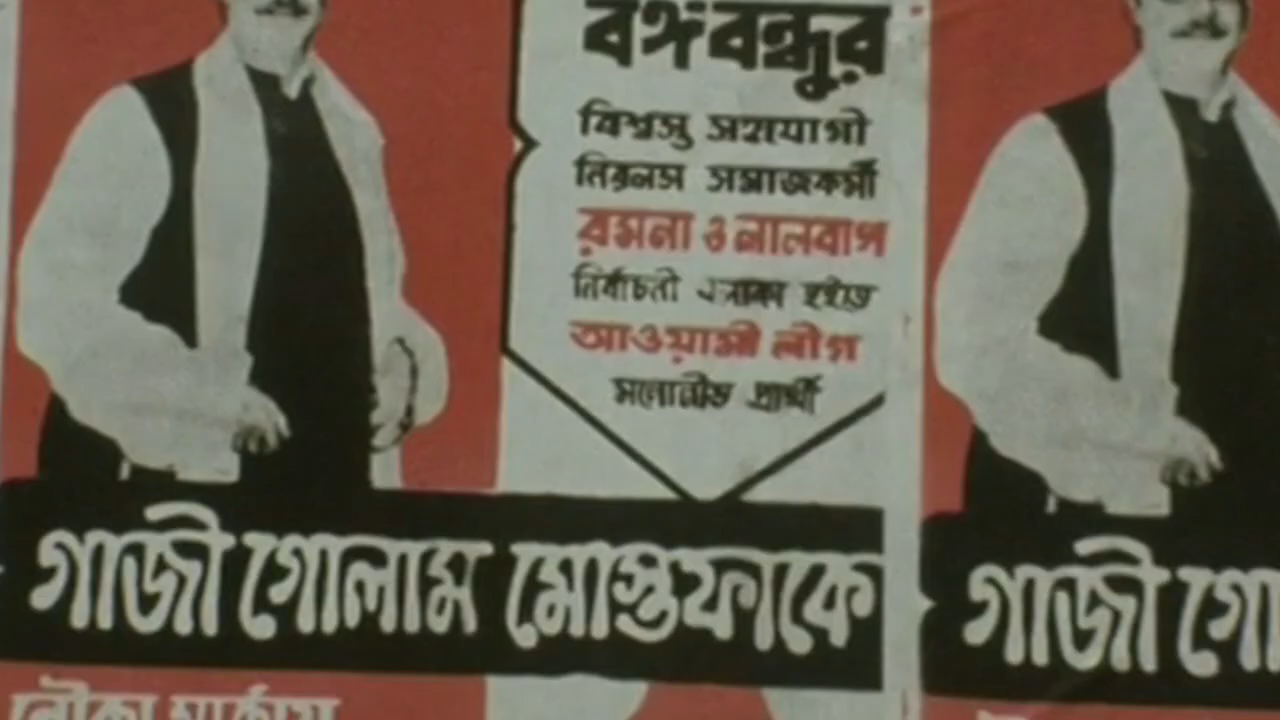 বঙ্গবন্ধুর
বিশ্বস্ত সহযোগী
নিরলস সমাজকর্মী
রমনা ও লালবাগ
নির্বাচনী এলাকা হইতে
আওয়ামী লীগ
মনোনীত প্রার্থী
গাজী গোলাম মোস্তফাকে
নৌকা মার্কায়
গাজী গো